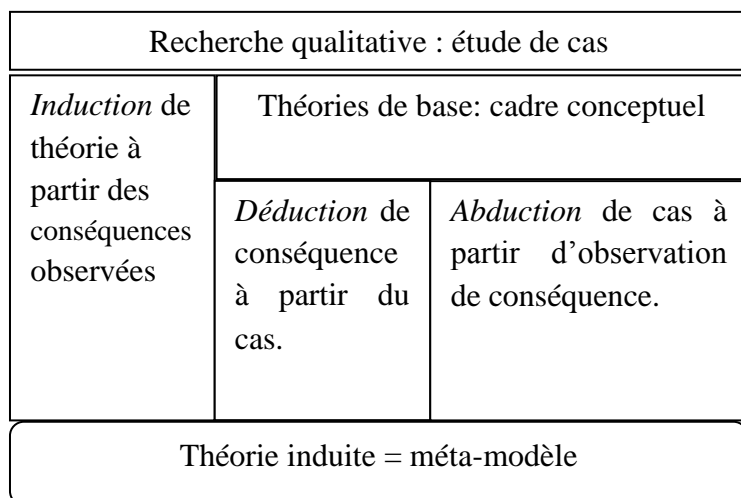 Recherche qualitative : étude de cas
Induction de
théorie à
partir des
conséquences
observées
Théories de base: cadre conceptuel
Déduction de
conséquence
à partir du
cas.
Abduction de cas à
partir d’observation
de conséquence.
Théorie induite = méta-modèle